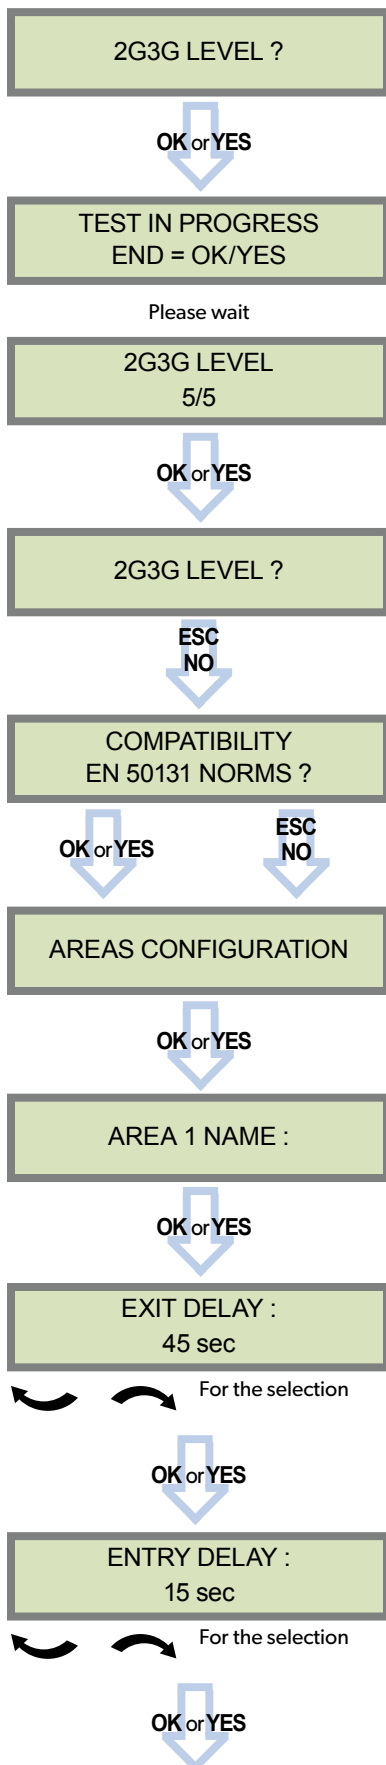 2G3G LEVEL ?
OK or YES
TEST IN PROGRESS
END = OK/YES
Please wait
2G3G LEVEL
5/5
OK or YES
2G3G LEVEL ?
ESC
NO
COMPATIBILITY
EN 50131 NORMS ?
OK or YES
ESC
NO
AREAS CONFIGURATION
OK or YES
AREA 1 NAME :
OK or YES
EXIT DELAY :
45 sec
For the selection
OK or YES
ENTRY DELAY :
15 sec
For the selection
OK or YES